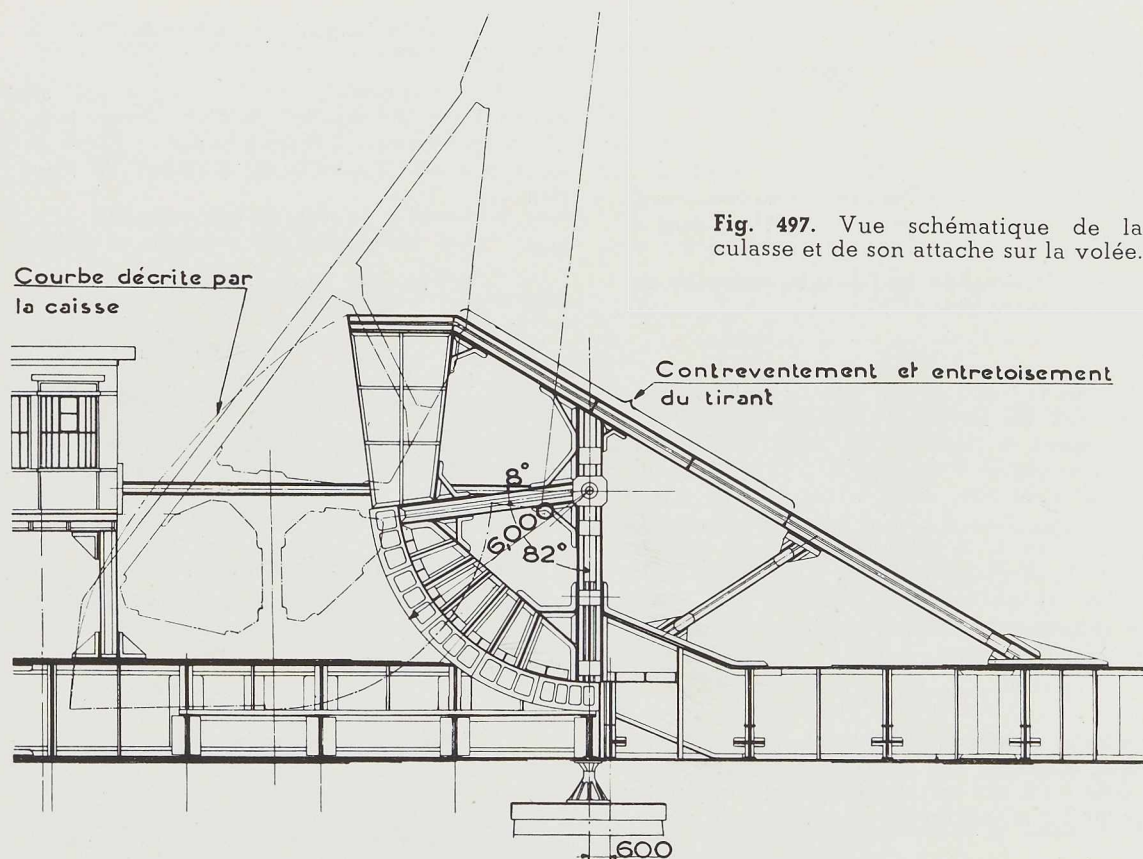 Fig. 497. Vue schématique de la
culasse et de son attache sur la volée.
Courbe décrite par
la caisse
Contreventement et entretoisement
du tirant
8°
6,000
82°
600